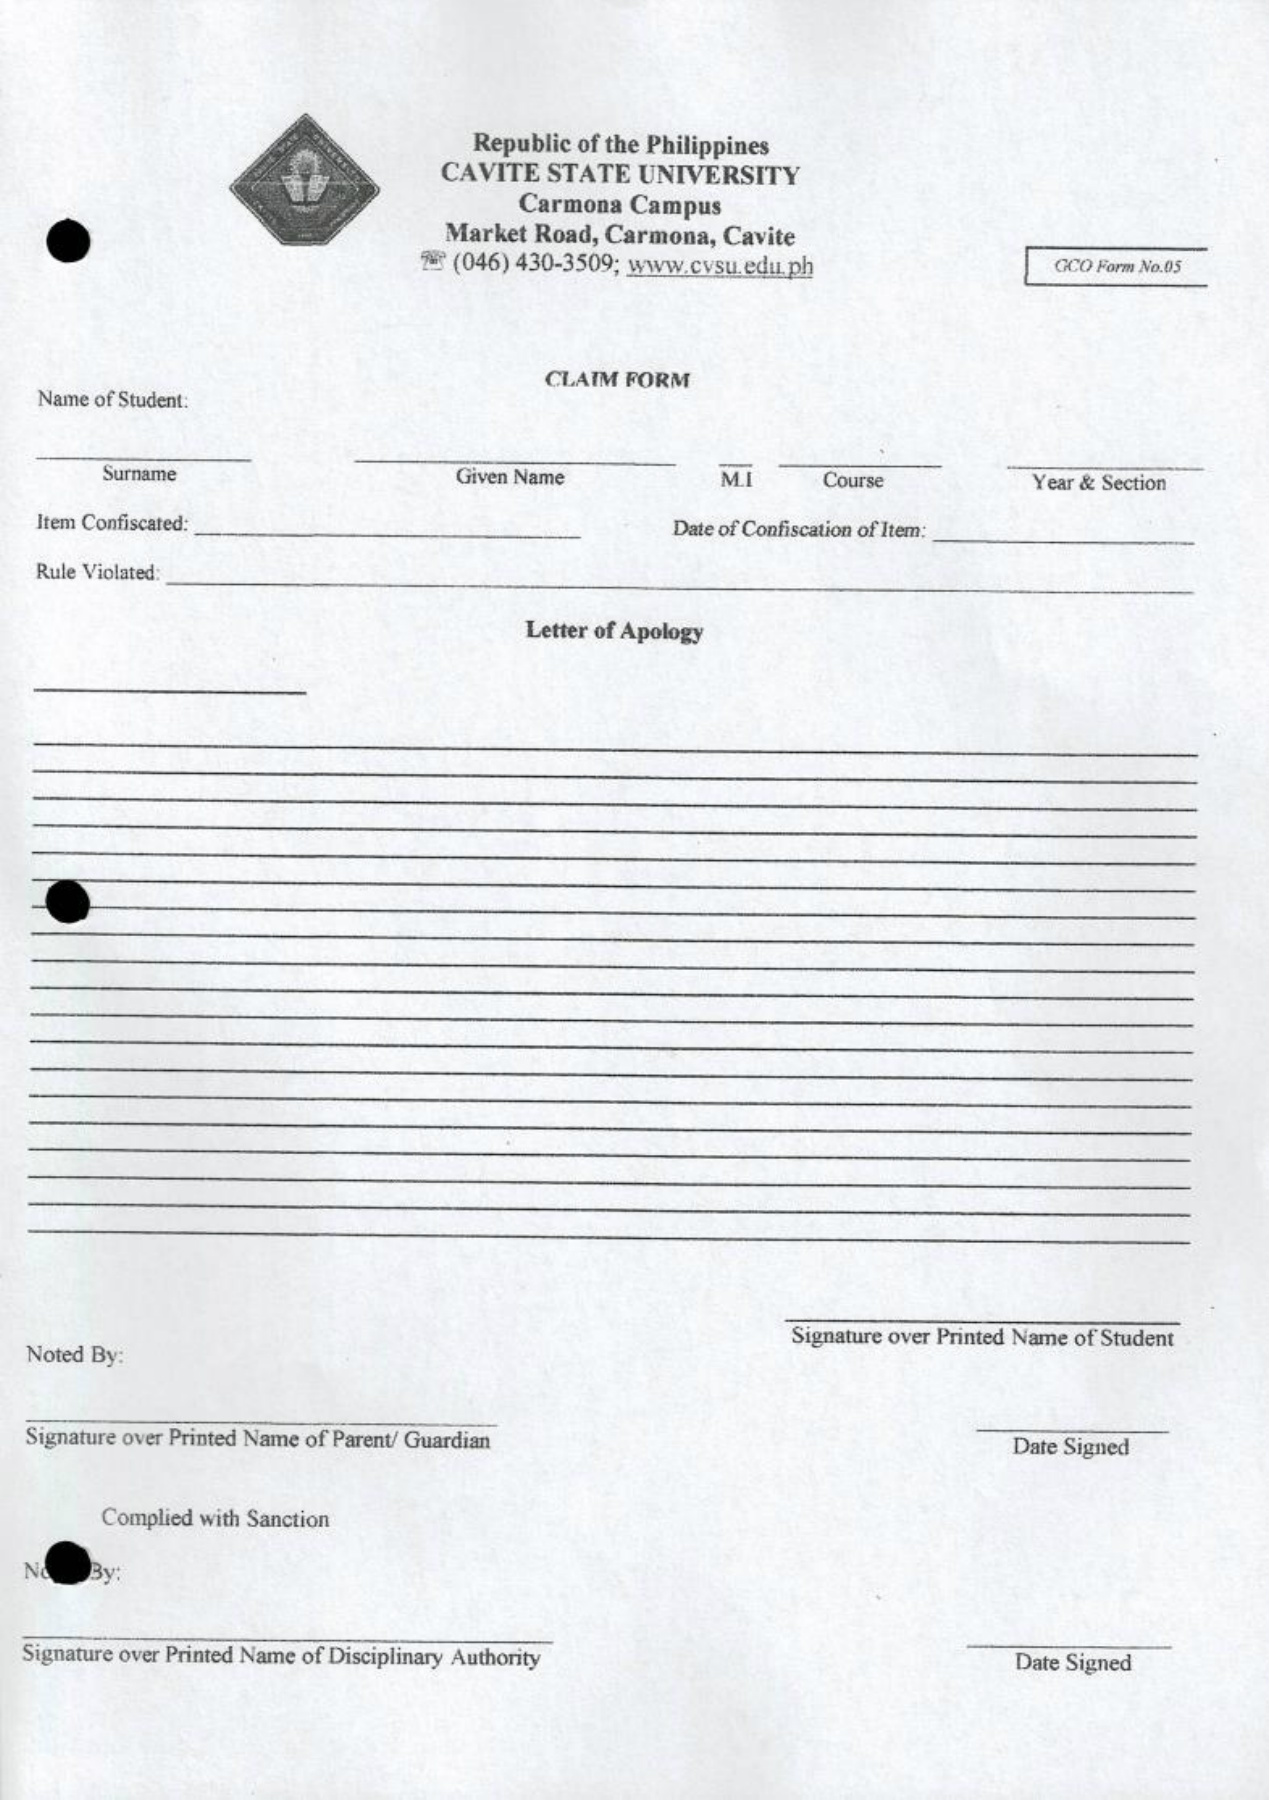 Republic of the Philippines
CAVITE STATE UNIVERSITY
Carmona Campus
Market Road, Carmona, Cavite
☏ (046) 430-3509; www.cvsu.edu.ph
GCO Form No.05
CLAIM FORM
Name of Student:
Surname Given Name M.I Course Year & Section
Item Confiscated: Date of Confiscation of Item:
Rule Violated:
Letter of Apology
Signature over Printed Name of Student
Noted By:
Signature over Printed Name of Parent/ Guardian Date Signed
Complied with Sanction
By:
Signature over Printed Name of Disciplinary Authority Date Signed